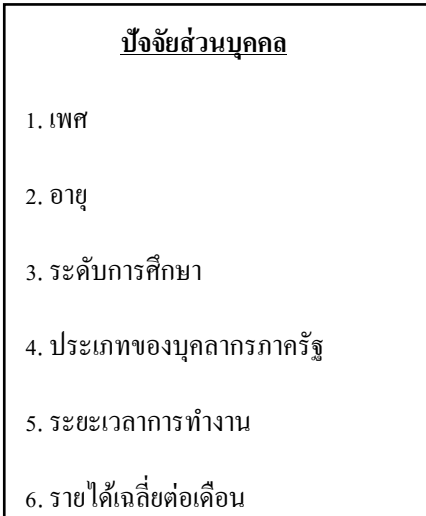 ปัจจัยส่วนบุคคล
1. เพศ
2. อายุ
3. ระดับการศึกษา
4. ประเภทของบุคลากรภาครัฐ
5. ระยะเวลาการทำงาน
6. รายได้เฉลี่ยต่อเดือน